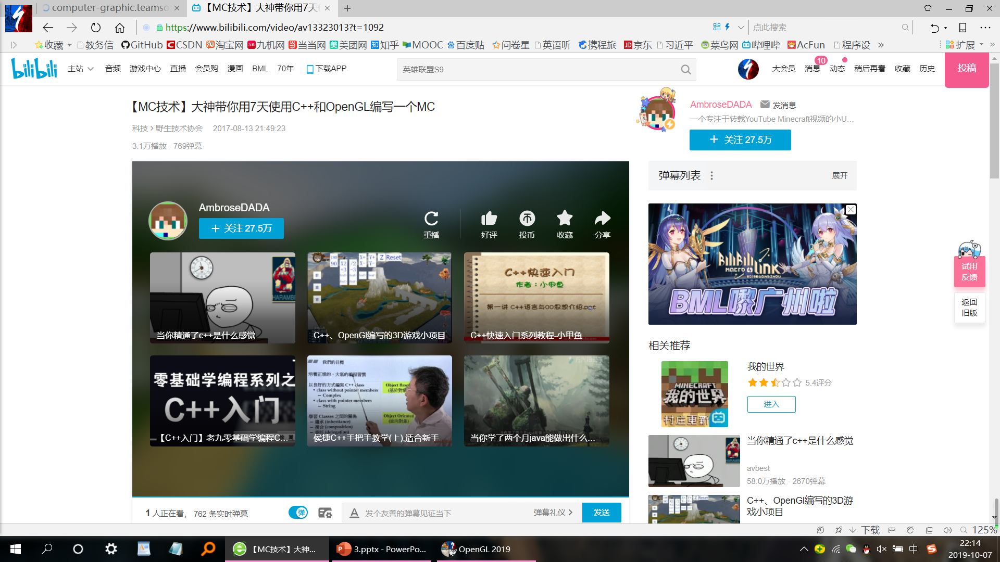 computer-graphic.teamso
【MC技术】大神带你用7天
https://www.bilibili.com/video/av13323013?t=1092
点此搜索
收藏
教务信
GitHub
CSDN
淘宝网
九机网
当当网
美团网
知乎
MOOC
百度贴
问卷星
英语听
携程旅
京东
习近平
菜鸟网
哔哩哔
AcFun
程序设
扩展
bilibili
主站
音频
游戏中心
直播
会员购
漫画
BML
70年
下载APP
英雄联盟S9
大会员
消息
10
动态
稍后再看
收藏
历史
投稿
【MC技术】大神带你用7天使用C++和OpenGL编写一个MC
科技 > 野生技术协会 2017-08-13 21:49:23
3.1万播放 · 769弹幕
AmbroseDADA
发消息
一个专注于转载YouTube Minecraft视频的小U...
+ 关注 27.5万
AmbroseDADA
+ 关注 27.5万
重播
好评
投币
收藏
分享
HARAMBE
当你精通了c++是什么感觉
180
90
X2
+3
/2
-3
X+
X-
Y+
Y-
Z
Reset
C++、OpenGl编写的3D游戏小项目
C++快速入门
作者：小甲鱼
第一讲 C++语言与OO思想介绍.ppt
C++快速入门系列教程-小甲鱼
零基础学编程系列之
C++入门
【C++入门】老九零基础学编程C...
我們的目標
培養正規的、大氣的編程習慣
以良好的方式編寫 C++ class
• class without pointer members
– Complex
• class with pointer members
– String
學習 Classes 之間的關係
– 繼承 (inheritance)
– 複合 (composition)
– 委託 (delegation)
Object Based
(基於對象)
Object Oriented
(面向對象)
侯捷C++手把手教学(上),适合新手
当你学了两个月java能做出什么...
1 人正在看， 762 条实时弹幕
弹
发个友善的弹幕见证当下
弹幕礼仪 >
发送
弹幕列表
展开
BILIBILI
MACRO LINK
2019GUANGZHOU
BML嚟广州啦
相关推荐
MINECRAFT
我的世界
村庄更新
我的世界
5.4评分
进入
HARAMBE
当你精通了c++是什么感觉
avbest
58.0万播放 · 2670弹幕
C++、OpenGl编写的3D游
戏小项目
试用
反馈
返回
旧版
下载
125%
【MC技术】大神...
3.pptx - PowerPo...
OpenGL 2019
中
22:14
2019-10-07